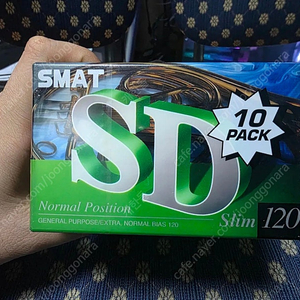 SMAT
SD
10
PACK
Normal Position
GENERAL PURPOSE/EXTRA, NORMAL BIAS 120
Slim 120